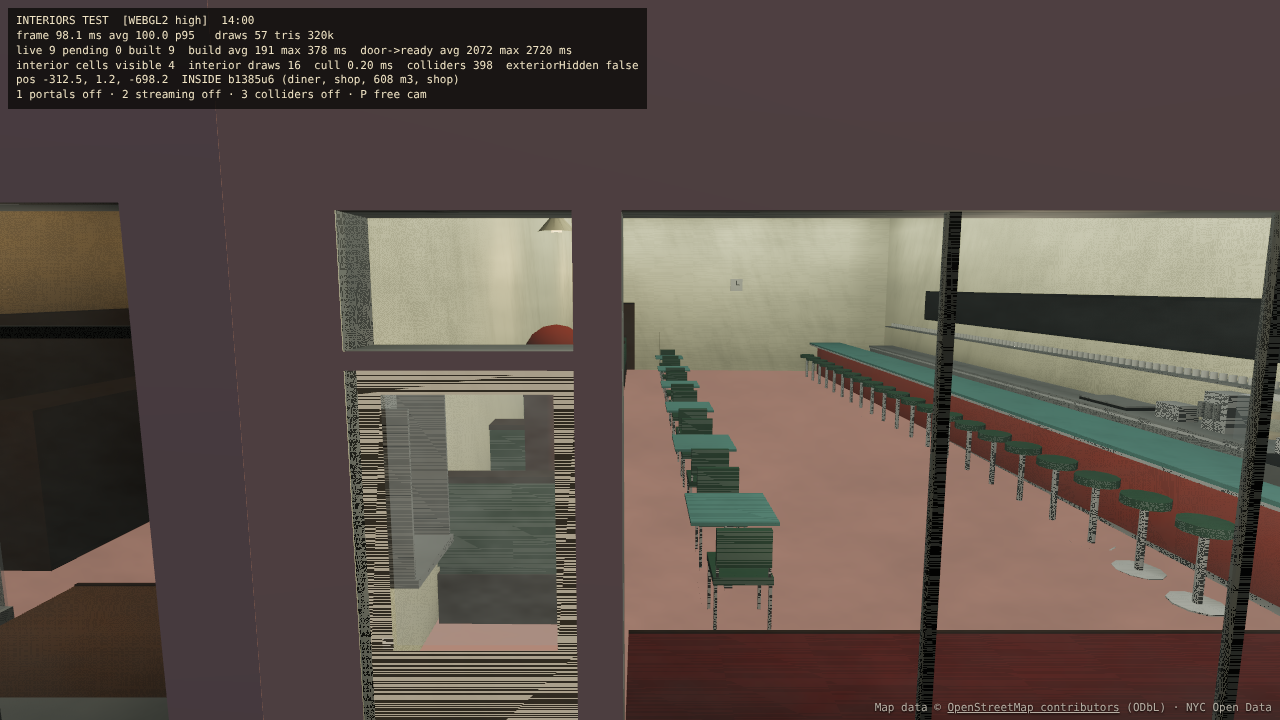 INTERIORS TEST  [WEBGL2 high]  14:00
frame 98.1 ms avg 100.0 p95   draws 57 tris 320k
live 9 pending 0 built 9  build avg 191 max 378 ms  door->ready avg 2072 max 2720 ms
interior cells visible 4  interior draws 16  cull 0.20 ms  colliders 398  exteriorHidden false
pos -312.5, 1.2, -698.2  INSIDE b1385u6 (diner, shop, 608 m3, shop)
1 portals off · 2 streaming off · 3 colliders off · P free cam
Map data © OpenStreetMap contributors (ODbL) · NYC Open Data